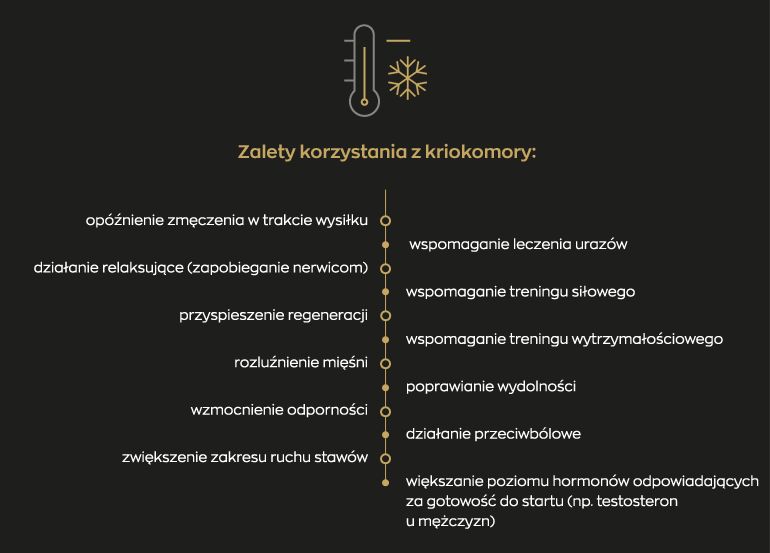 Zalety korzystania z kriokomory:
opóźnienie zmęczenia w trakcie wysiłku
wspomaganie leczenia urazów
działanie relaksujące (zapobieganie nerwicom)
wspomaganie treningu siłowego
przyspieszenie regeneracji
wspomaganie treningu wytrzymałościowego
rozluźnienie mięśni
poprawianie wydolności
wzmocnienie odporności
działanie przeciwbólowe
zwiększenie zakresu ruchu stawów
większanie poziomu hormonów odpowiadających
za gotowość do startu (np. testosteron
u mężczyzn)